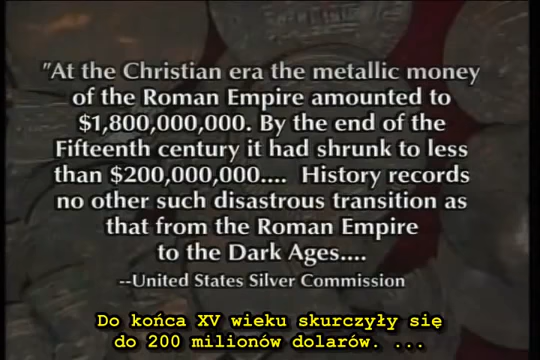 "At the Christian era the metallic money
of the Roman Empire amounted to
$1,800,000,000. By the end of the
Fifteenth century it had shrunk to less
than $200,000,000.... History records
no other such disastrous transition as
that from the Roman Empire
to the Dark Ages....
--United States Silver Commission
Do końca XV wieku skurczyły się
do 200 milionów dolarów. ...